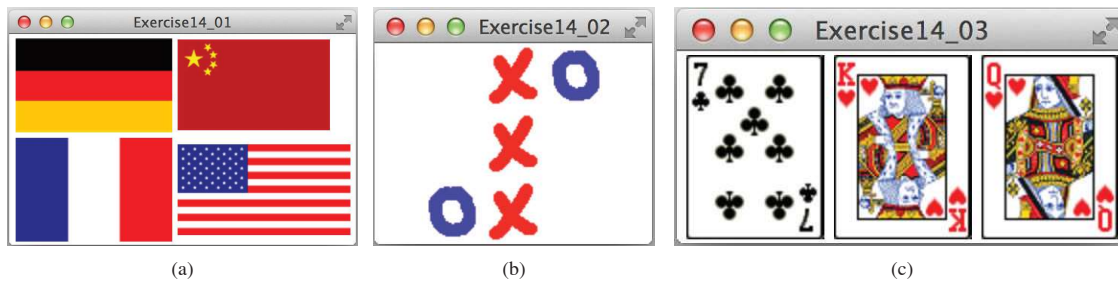 Exercise14_01
Exercise14_02
Exercise14_03
X O
X
O X
7
7
K
K
Q
Q
(a)
(b)
(c)